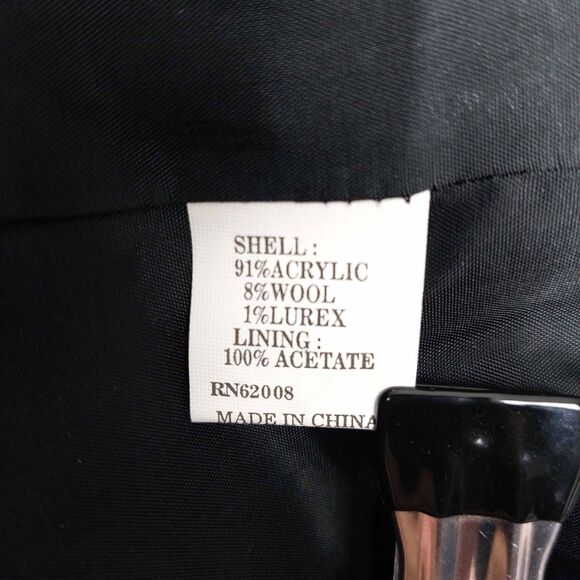 SHELL :
91%ACRYLIC
8%WOOL
1%LUREX
LINING :
100% ACETATE
RN62008
MADE IN CHINA